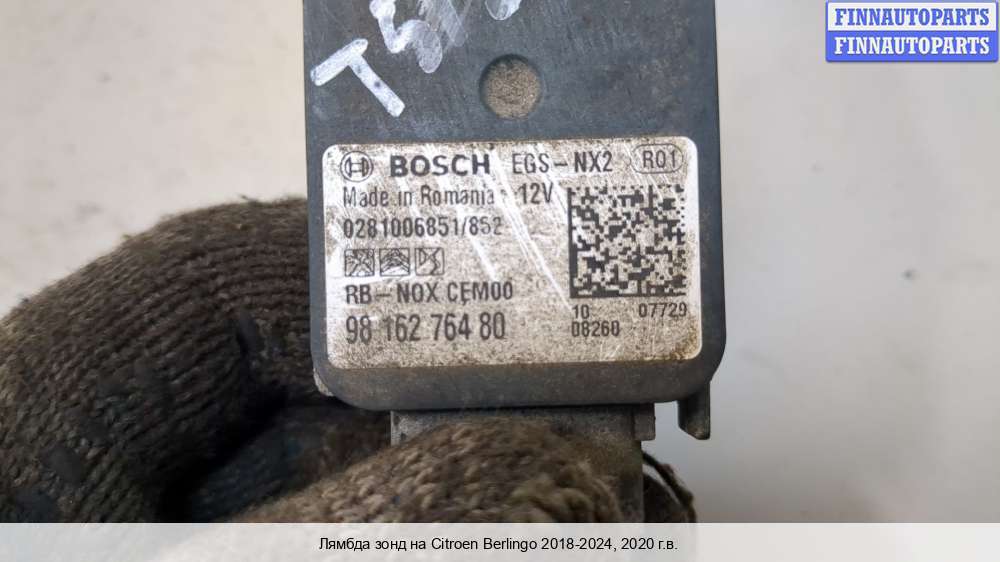 FINNAUTOPARTS
FINNAUTOPARTS
BOSCH EGS-NX2 R01
Made in Romania 12V
0281006851/852
RB-NOX CEM00
98 162 764 80
10 07729
08260
Лямбда зонд на Citroen Berlingo 2018-2024, 2020 г.в.